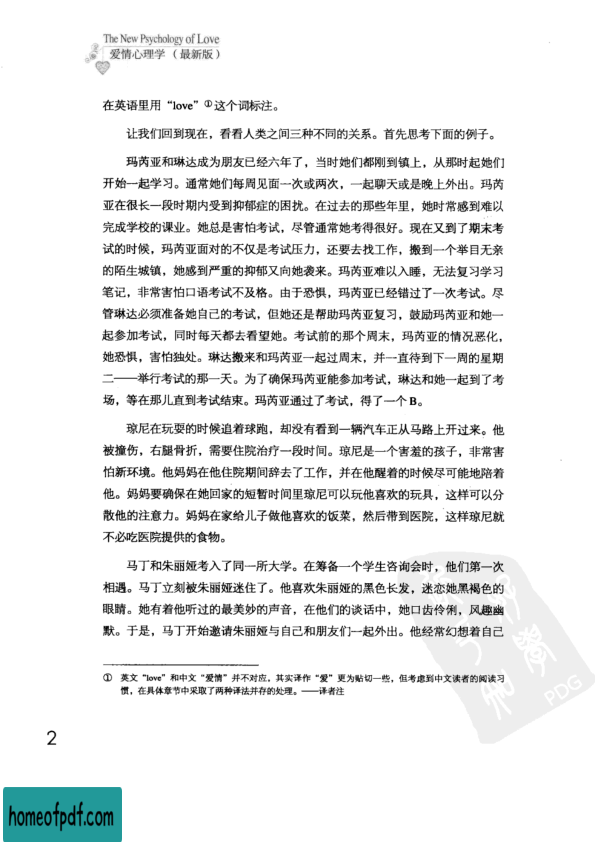 The New Psychology of Love
爱情心理学（最新版）
在英语里用“love”①这个词标注。
让我们回到现在，看看人类之间三种不同的关系。首先思考下面的例子。
玛芮亚和琳达成为朋友已经六年了，当时她们都刚到镇上，从那时起她们
开始一起学习。通常她们每周见面一次或两次，一起聊天或是晚上外出。玛芮
亚在很长一段时期内受到抑郁症的困扰。在过去的那些年里，她时常感到难以
完成学校的课业。她总是害怕考试，尽管通常她考得很好。现在又到了期末考
试的时候，玛芮亚面对的不仅是考试压力，还要去找工作，搬到一个举目无亲
的陌生城镇，她感到严重的抑郁又向她袭来。玛芮亚难以入睡，无法复习学习
笔记，非常害怕口语考试不及格。由于恐惧，玛芮亚已经错过了一次考试。尽
管琳达必须准备她自己的考试，但她还是帮助玛芮亚复习，鼓励玛芮亚和她一
起参加考试，同时每天都去看望她。考试前的那个周末，玛芮亚的情况恶化，
她恐惧，害怕独处。琳达搬来和玛芮亚一起过周末，并一直待到下一周的星期
二——举行考试的那一天。为了确保玛芮亚能参加考试，琳达和她一起到了考
场，等在那儿直到考试结束。玛芮亚通过了考试，得了一个B。
琼尼在玩耍的时候追着球跑，却没有看到一辆汽车正从马路上开过来。他
被撞伤，右腿骨折，需要住院治疗一段时间。琼尼是一个害羞的孩子，非常害
怕新环境。他妈妈在他住院期间辞去了工作，并在他醒着的时候尽可能地陪着
他。妈妈要确保在她回家的短暂时间里琼尼可以玩他喜欢的玩具，这样可以分
散他的注意力。妈妈在家给儿子做他喜欢的饭菜，然后带到医院，这样琼尼就
不必吃医院提供的食物。
马丁和朱丽娅考入了同一所大学。在筹备一个学生咨询会时，他们第一次
相遇。马丁立刻被朱丽娅迷住了。他喜欢朱丽娅的黑色长发，迷恋她黑褐色的
眼睛。她有着他听过的最美妙的声音，在他们的谈话中，她口齿伶俐，风趣幽
默。于是，马丁开始邀请朱丽娅与自己和朋友们一起外出。他经常幻想着自己
① 英文“love”和中文“爱情”并不对应，其实译作“爱”更为贴切一些，但考虑到中文读者的阅读习
惯，在具体章节中采取了两种译法并存的处理。——译者注
PDG
2
homeofpdf.com